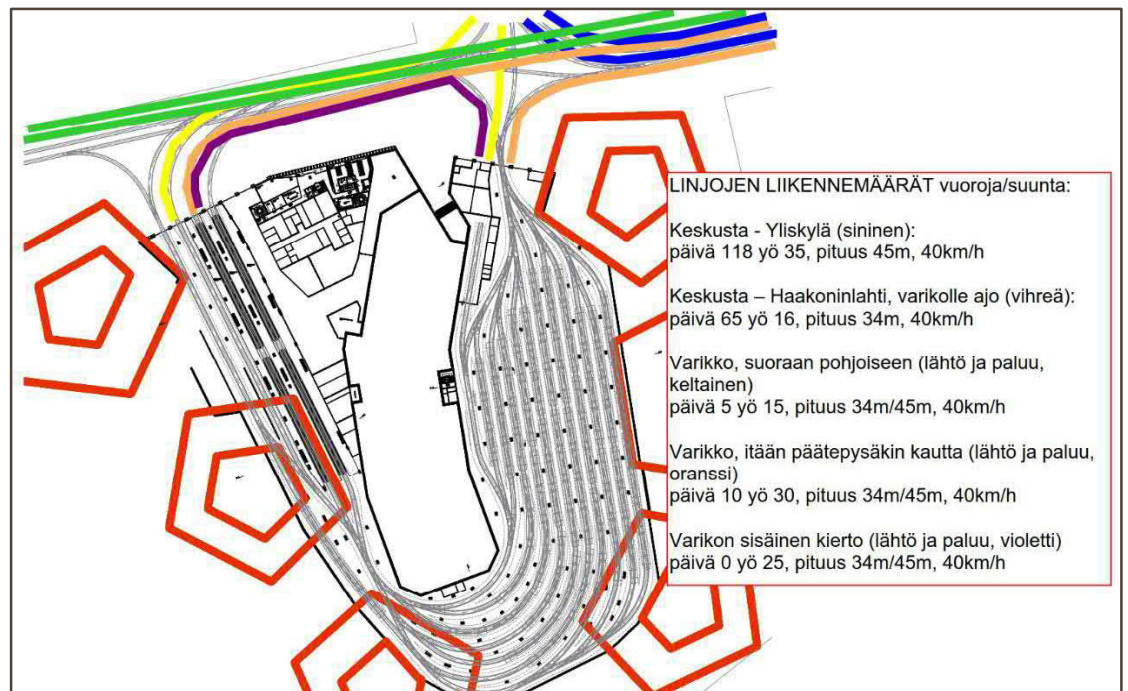 LINJOJEN LIIKENNEMÄÄRÄT vuoroja/suunta:
Keskusta - Yliskylä (sininen):
päivä 118 yö 35, pituus 45m, 40km/h
Keskusta – Haakoninlahti, varikolle ajo (vihreä):
päivä 65 yö 16, pituus 34m, 40km/h
Varikko, suoraan pohjoiseen (lähtö ja paluu,
keltainen)
päivä 5 yö 15, pituus 34m/45m, 40km/h
Varikko, itään päätepysäkin kautta (lähtö ja paluu,
oranssi)
päivä 10 yö 30, pituus 34m/45m, 40km/h
Varikon sisäinen kierto (lähtö ja paluu, violetti)
päivä 0 yö 25, pituus 34m/45m, 40km/h